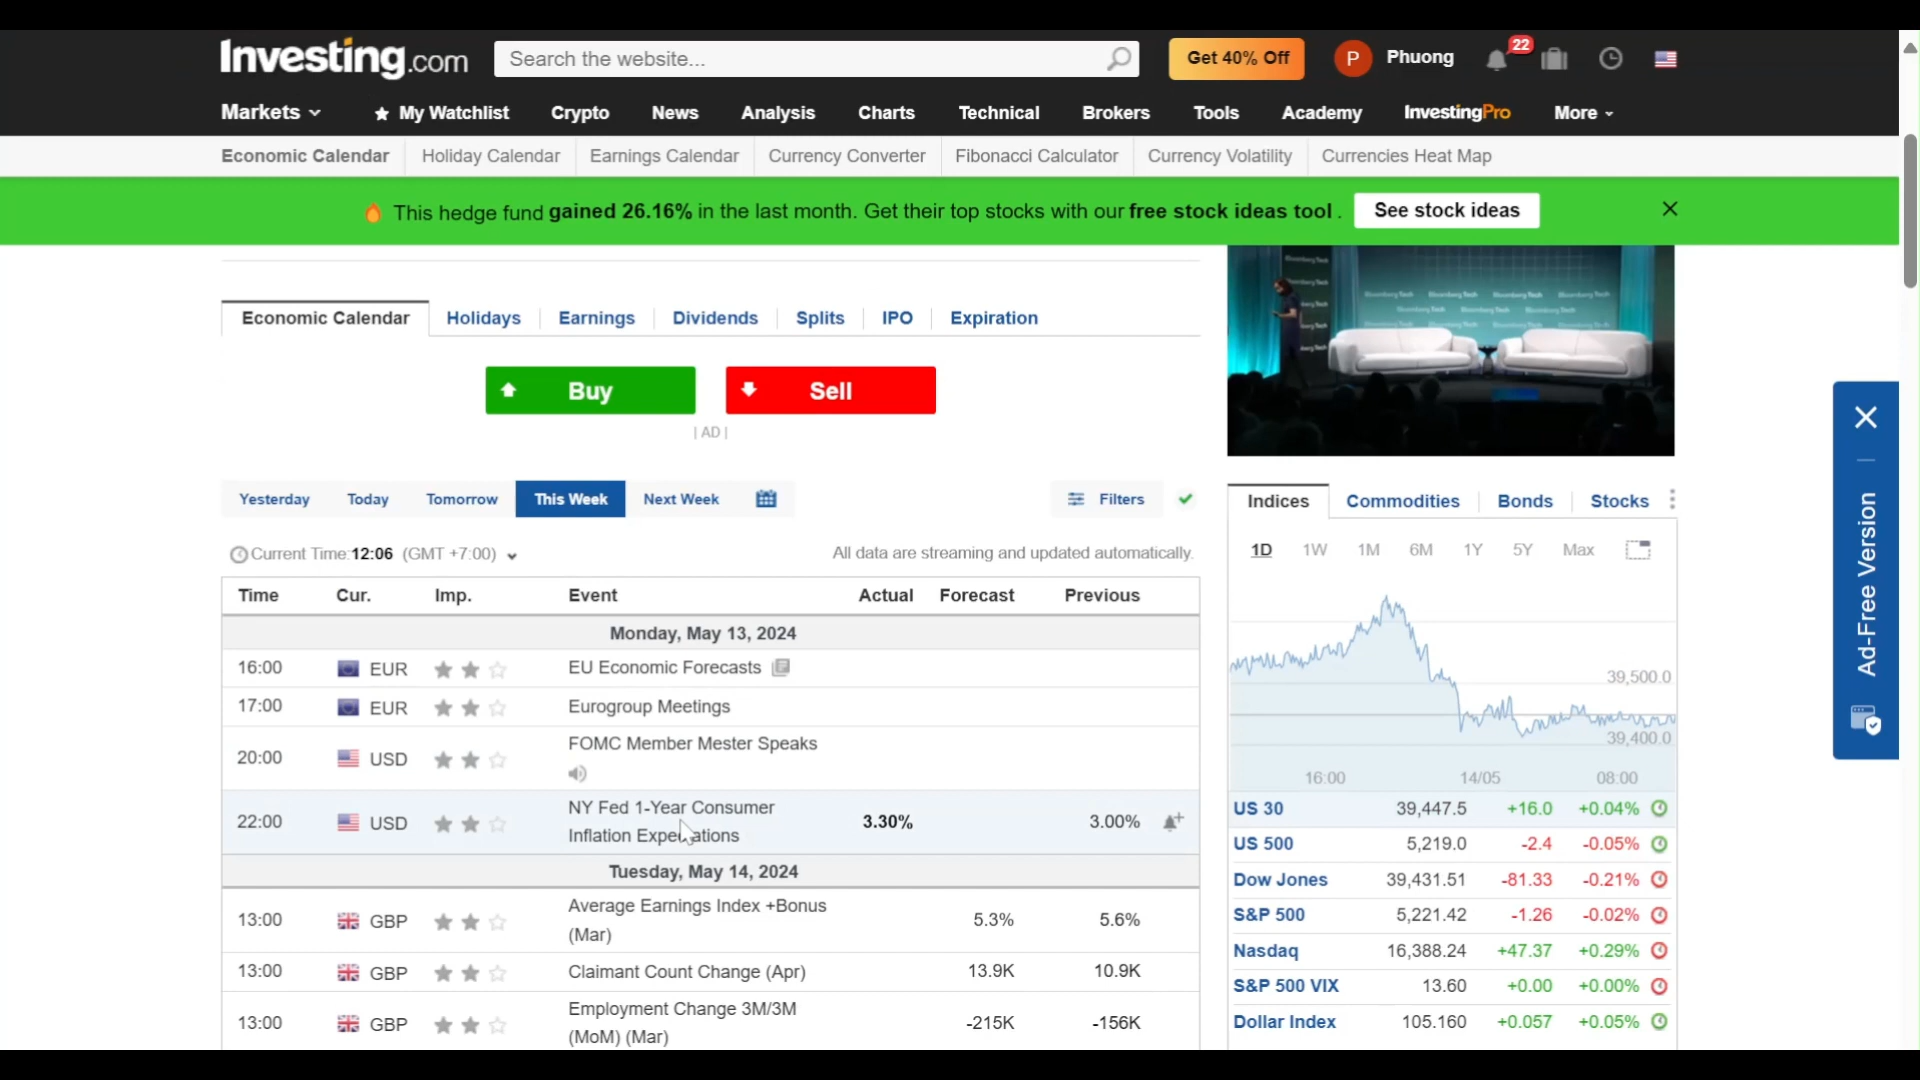 Investing.com
Search the website...
Get 40% Off
P
Phuong
22
Markets
My Watchlist
Crypto
News
Analysis
Charts
Technical
Brokers
Tools
Academy
InvestingPro
More
Economic Calendar
Holiday Calendar
Earnings Calendar
Currency Converter
Fibonacci Calculator
Currency Volatility
Currencies Heat Map
This hedge fund gained 26.16% in the last month. Get their top stocks with our free stock ideas tool .
See stock ideas
Economic Calendar
Holidays
Earnings
Dividends
Splits
IPO
Expiration
Buy
Sell
| AD |
Yesterday
Today
Tomorrow
This Week
Next Week
Filters
Current Time:12:06 (GMT +7:00)
All data are streaming and updated automatically.
Time Cur. Imp. Event Actual Forecast Previous
Monday, May 13, 2024
16:00 EUR EU Economic Forecasts
17:00 EUR Eurogroup Meetings
20:00 USD FOMC Member Mester Speaks
22:00 USD NY Fed 1-Year Consumer
Inflation Expectations 3.30% 3.00%
Tuesday, May 14, 2024
13:00 GBP Average Earnings Index +Bonus
(Mar) 5.3% 5.6%
13:00 GBP Claimant Count Change (Apr) 13.9K 10.9K
13:00 GBP Employment Change 3M/3M
(MoM) (Mar) -215K -156K
Bloomberg Tech
Indices
Commodities
Bonds
Stocks
1D 1W 1M 6M 1Y 5Y Max
39,500.0
39,400.0
16:00 14/05 08:00
US 30 39,447.5 +16.0 +0.04%
US 500 5,219.0 -2.4 -0.05%
Dow Jones 39,431.51 -81.33 -0.21%
S&P 500 5,221.42 -1.26 -0.02%
Nasdaq 16,388.24 +47.37 +0.29%
S&P 500 VIX 13.60 +0.00 +0.00%
Dollar Index 105.160 +0.057 +0.05%
Ad-Free Version